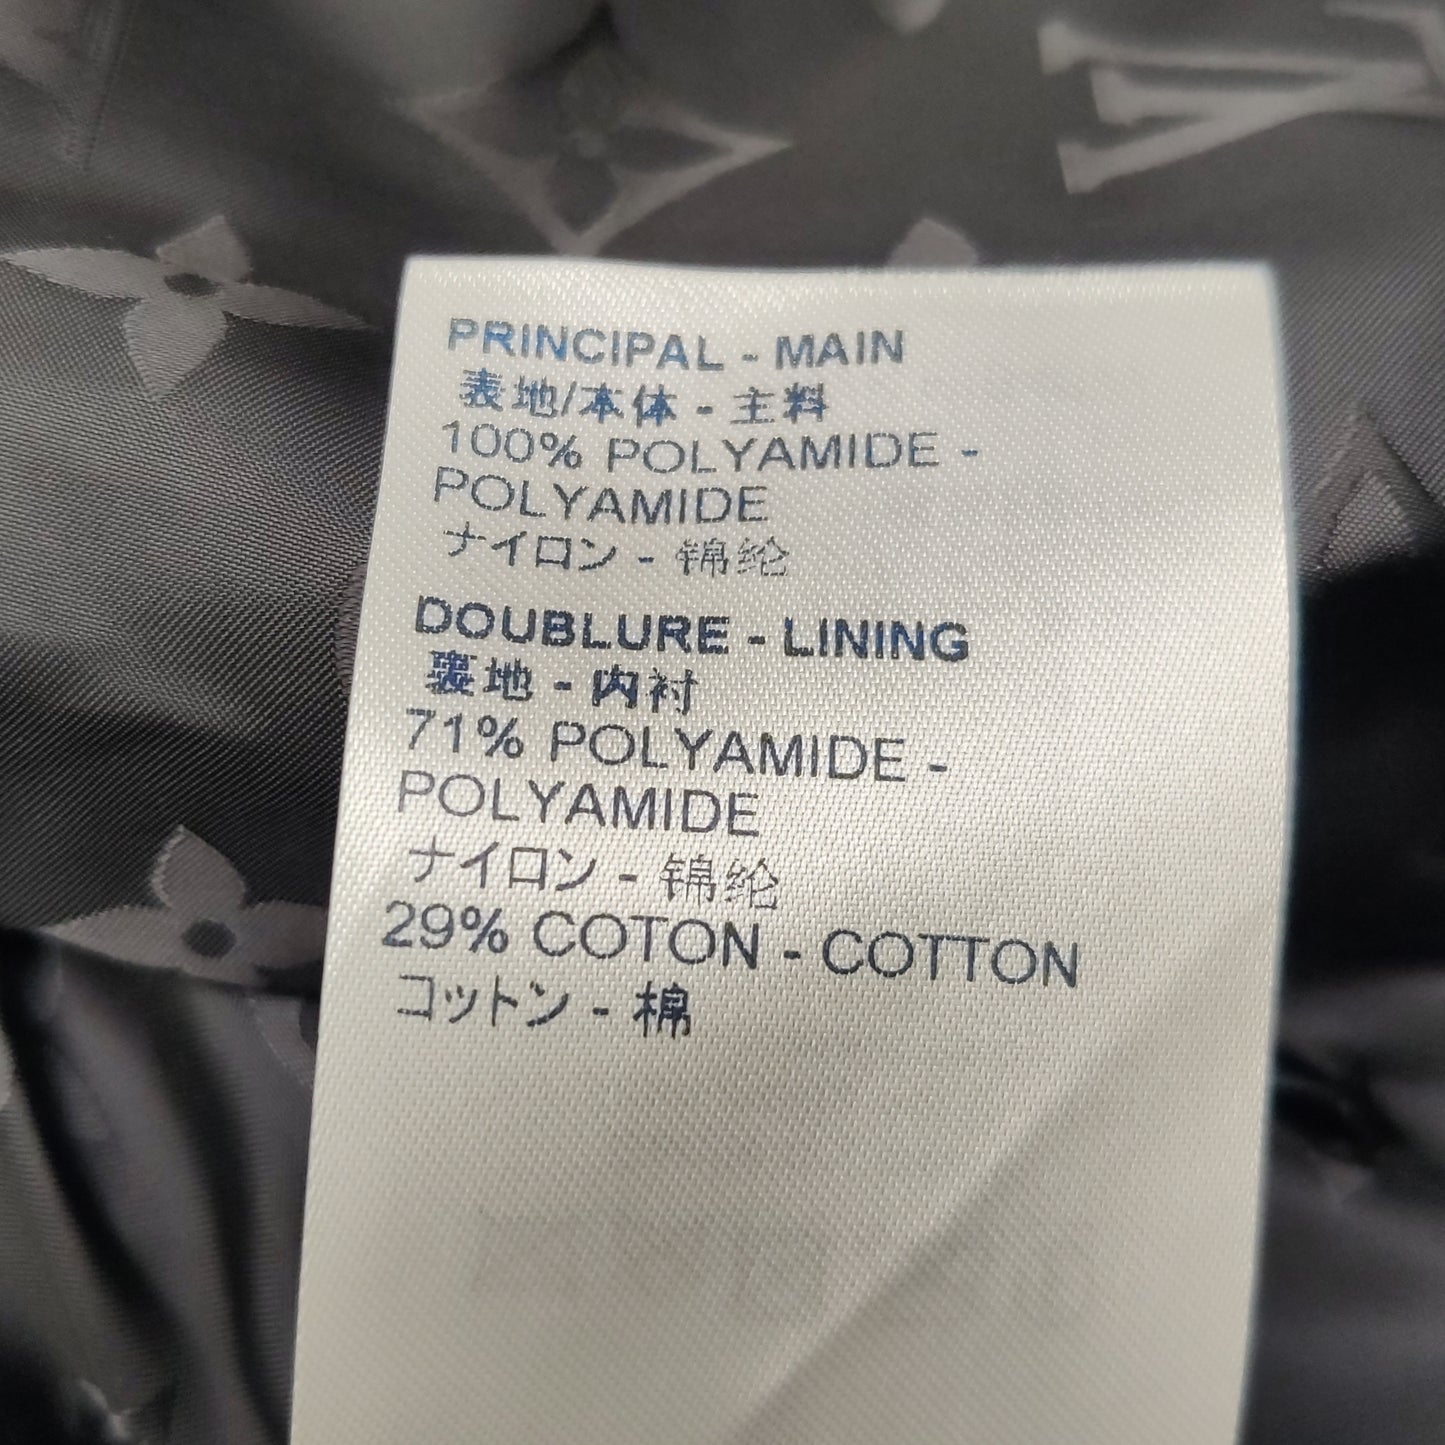 PRINCIPAL - MAIN
表地/本体 - 主料
100% POLYAMIDE -
POLYAMIDE
ナイロン - 锦纶
DOUBLURE - LINING
裏地 - 内衬
71% POLYAMIDE -
POLYAMIDE
ナイロン - 锦纶
29% COTON - COTTON
コットン - 棉